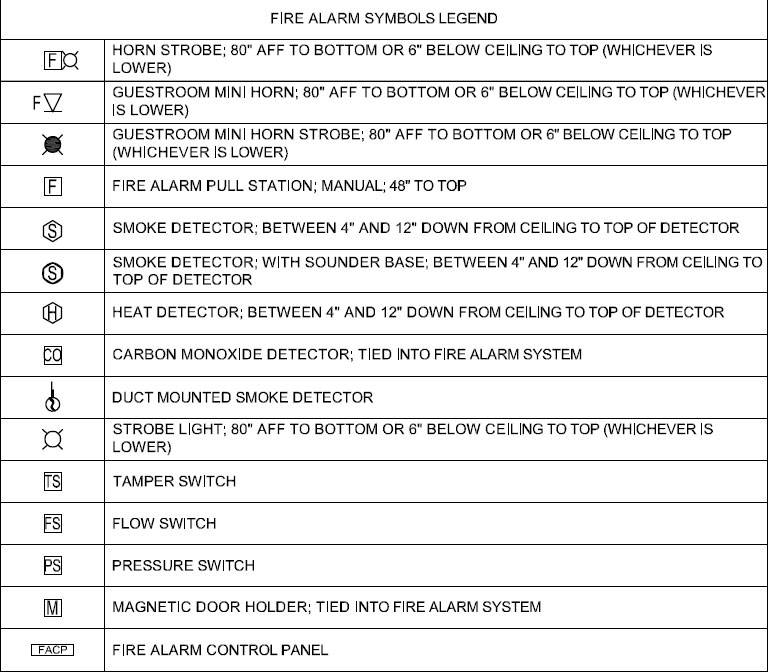 FIRE ALARM SYMBOLS LEGEND
F HORN STROBE; 80" AFF TO BOTTOM OR 6" BELOW CEILING TO TOP (WHICHEVER IS
LOWER)
F GUESTROOM MINI HORN; 80" AFF TO BOTTOM OR 6" BELOW CEILING TO TOP (WHICHEVER
IS LOWER)
GUESTROOM MINI HORN STROBE; 80" AFF TO BOTTOM OR 6" BELOW CEILING TO TOP
(WHICHEVER IS LOWER)
F FIRE ALARM PULL STATION; MANUAL; 48" TO TOP
S SMOKE DETECTOR; BETWEEN 4" AND 12" DOWN FROM CEILING TO TOP OF DETECTOR
S SMOKE DETECTOR; WITH SOUNDER BASE; BETWEEN 4" AND 12" DOWN FROM CEILING TO
TOP OF DETECTOR
H HEAT DETECTOR; BETWEEN 4" AND 12" DOWN FROM CEILING TO TOP OF DETECTOR
CO CARBON MONOXIDE DETECTOR; TIED INTO FIRE ALARM SYSTEM
DUCT MOUNTED SMOKE DETECTOR
STROBE LIGHT; 80" AFF TO BOTTOM OR 6" BELOW CEILING TO TOP (WHICHEVER IS
LOWER)
TS TAMPER SWITCH
FS FLOW SWITCH
PS PRESSURE SWITCH
M MAGNETIC DOOR HOLDER; TIED INTO FIRE ALARM SYSTEM
FACP FIRE ALARM CONTROL PANEL